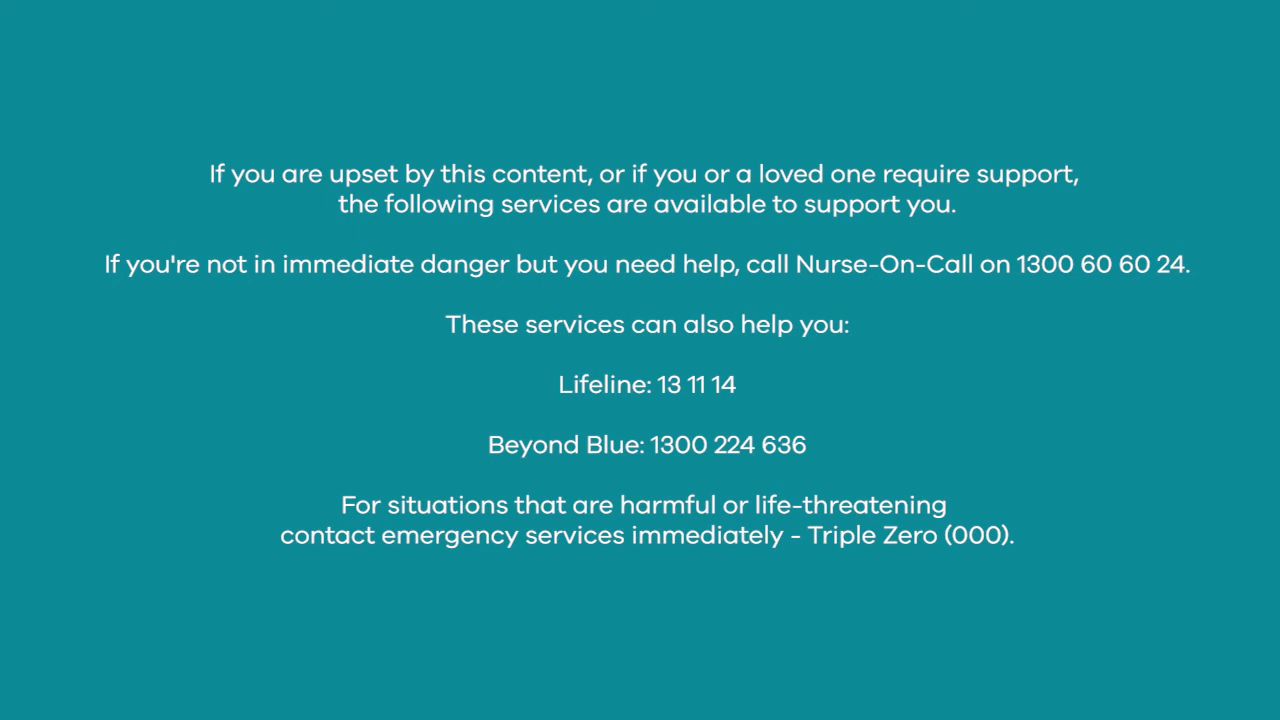 If you are upset by this content, or if you or a loved one require support,
the following services are available to support you.
If you're not in immediate danger but you need help, call Nurse-On-Call on 1300 60 60 24.
These services can also help you:
Lifeline: 13 11 14
Beyond Blue: 1300 224 636
For situations that are harmful or life-threatening
contact emergency services immediately - Triple Zero (000).